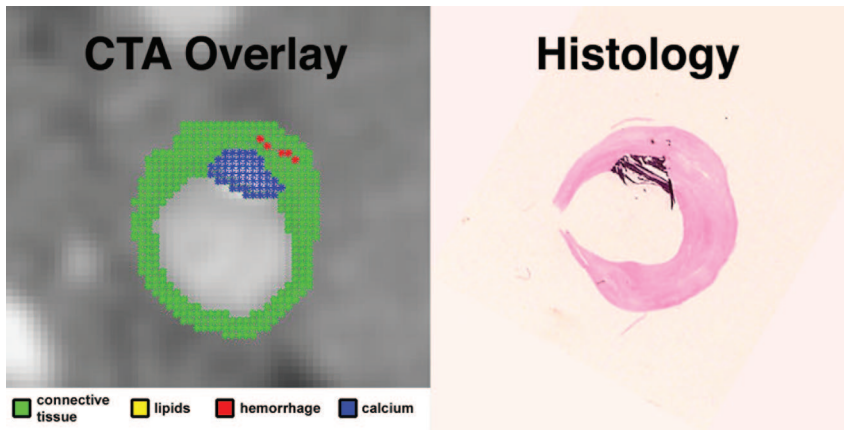 CTA Overlay
Histology
connective
tissue
lipids
hemorrhage
calcium